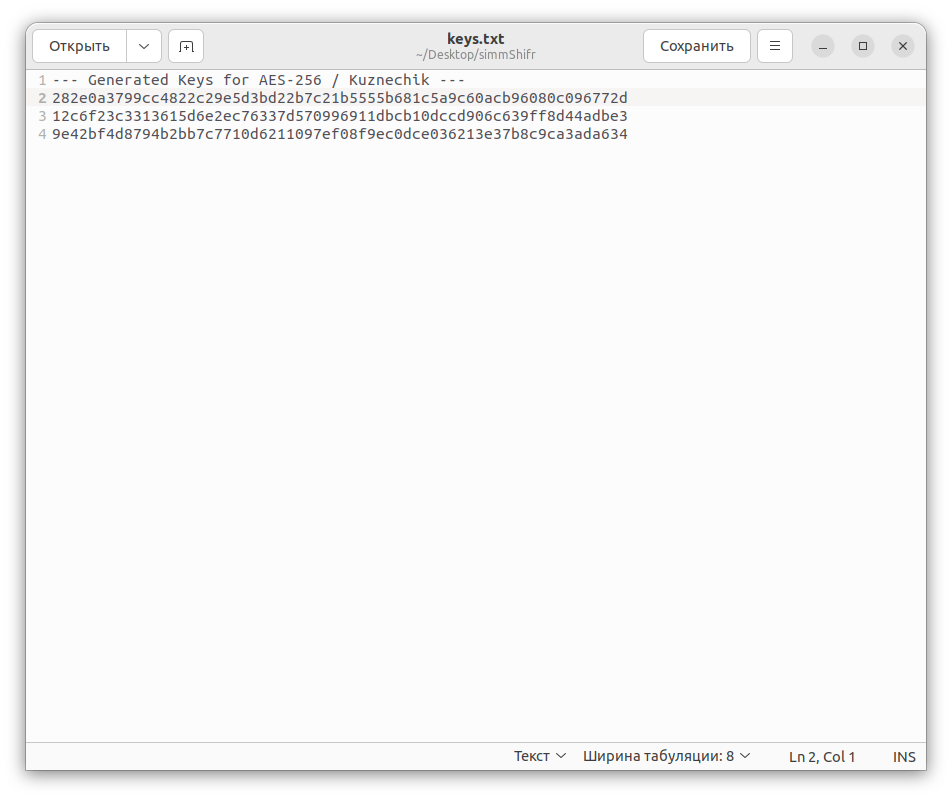 Открыть
keys.txt
~/Desktop/simmShifr
Сохранить
1 --- Generated Keys for AES-256 / Kuznechik ---
2 282e0a3799cc4822c29e5d3bd22b7c21b5555b681c5a9c60acb96080c096772d
3 12c6f23c3313615d6e2ec76337d570996911dbcb10dccd906c639ff8d44adbe3
4 9e42bf4d8794b2bb7c7710d6211097ef08f9ec0dce036213e37b8c9ca3ada634
Текст
Ширина табуляции: 8
Ln 2, Col 1
INS